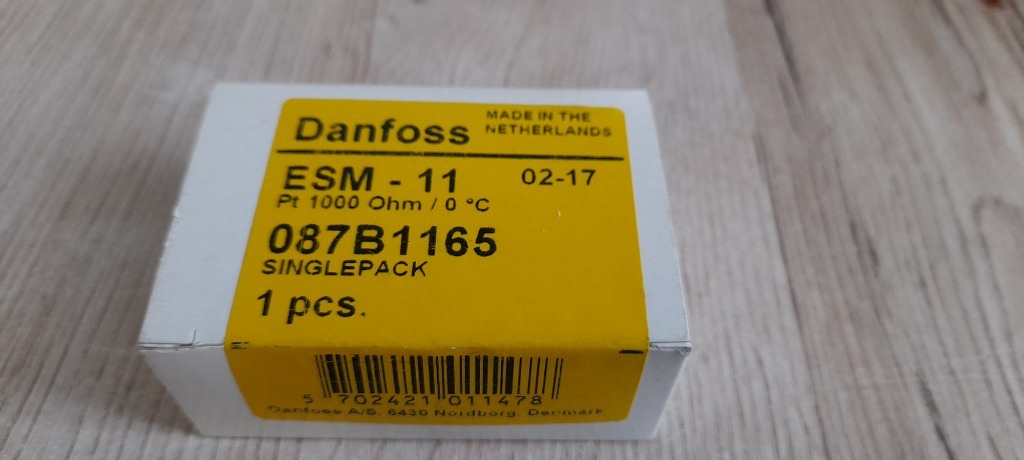 Danfoss
MADE IN THE
NETHERLANDS
ESM - 11 02-17
Pt 1000 Ohm / 0 °C
087B1165
SINGLEPACK
1 pcs.
5 702421 011478
Danfoss A/S, 6430 Nordborg, Denmark